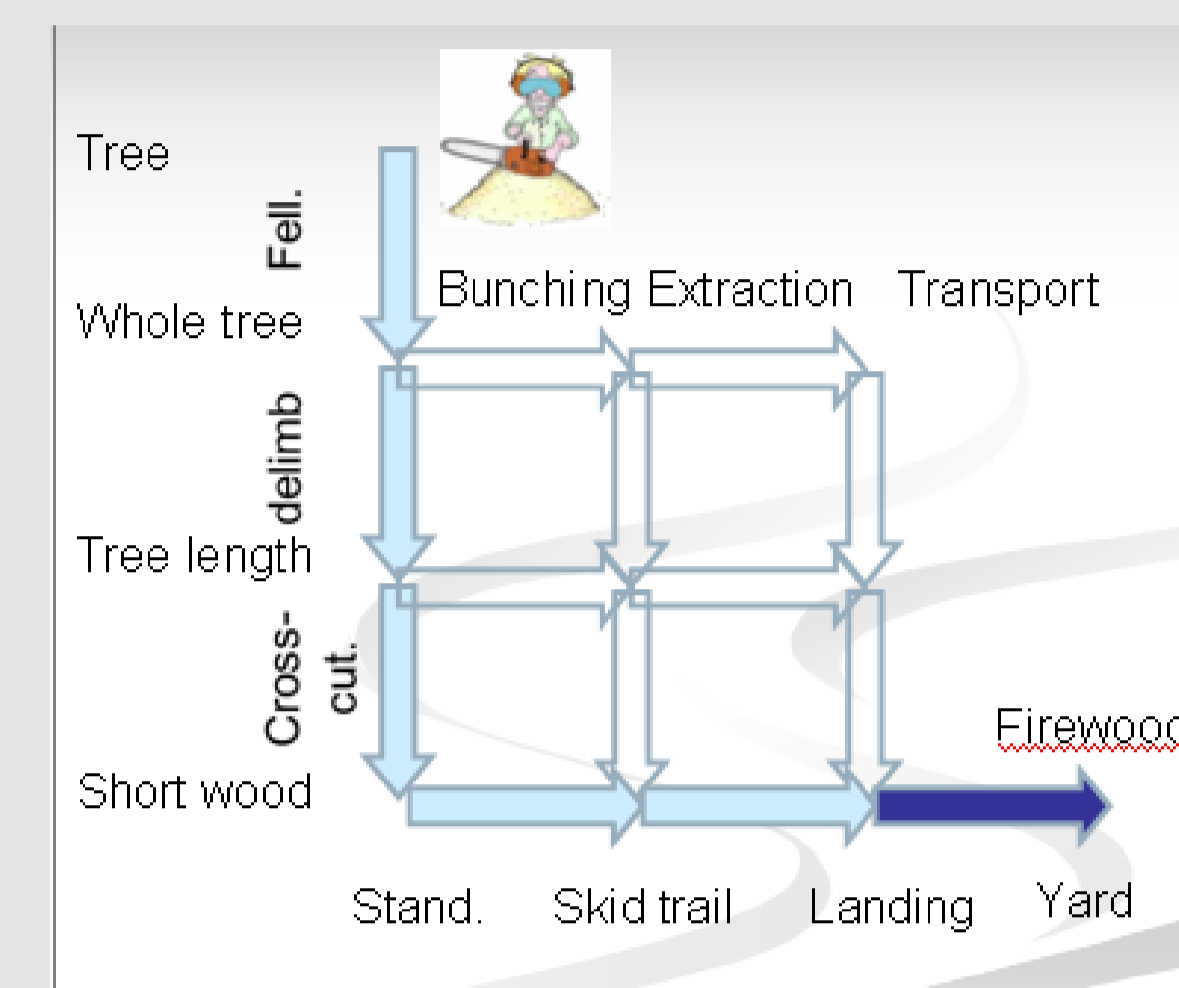 Tree
Fell.
Bunching Extraction Transport
Whole tree
delimb
Tree length
Cross-
cut.
Firewood
Short wood
Stand. Skid trail Landing Yard